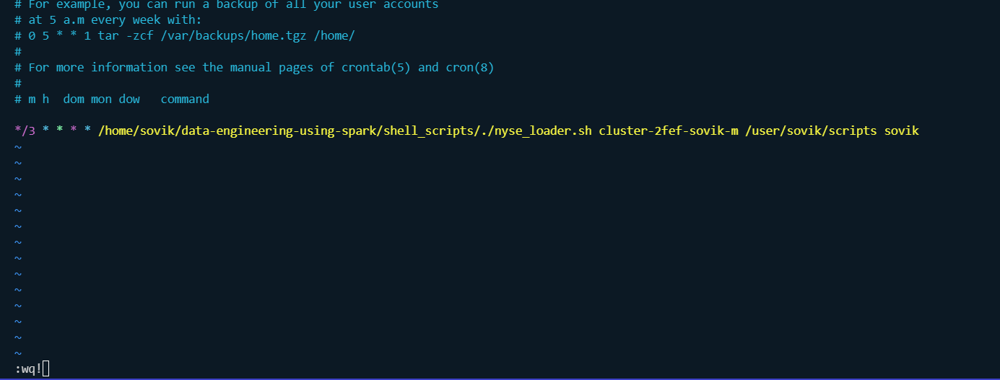 # For example, you can run a backup of all your user accounts
# at 5 a.m every week with:
# 0 5 * * 1 tar -zcf /var/backups/home.tgz /home/
#
# For more information see the manual pages of crontab(5) and cron(8)
#
# m h  dom mon dow   command
*/3 * * * * /home/sovik/data-engineering-using-spark/shell_scripts/./nyse_loader.sh cluster-2fef-sovik-m /user/sovik/scripts sovik
~
~
~
~
~
~
~
~
~
~
~
~
~
~
:wq!